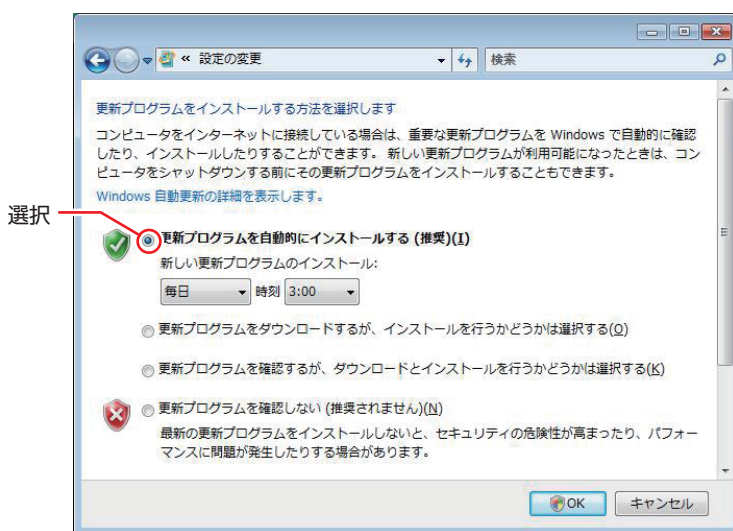 « 設定の変更
検索
更新プログラムをインストールする方法を選択します
コンピュータをインターネットに接続している場合は、重要な更新プログラムを Windows で自動的に確認
したり、インストールしたりすることができます。 新しい更新プログラムが利用可能になったときは、コン
ピュータをシャットダウンする前にその更新プログラムをインストールすることもできます。
Windows 自動更新の詳細を表示します。
選択
更新プログラムを自動的にインストールする (推奨)(I)
新しい更新プログラムのインストール:
毎日 時刻 3:00
更新プログラムをダウンロードするが、インストールを行うかどうかは選択する(O)
更新プログラムを確認するが、ダウンロードとインストールを行うかどうかは選択する(K)
更新プログラムを確認しない (推奨されません)(N)
最新の更新プログラムをインストールしないと、セキュリティの危険性が高まったり、パフォー
マンスに問題が発生したりする場合があります。
OK キャンセル